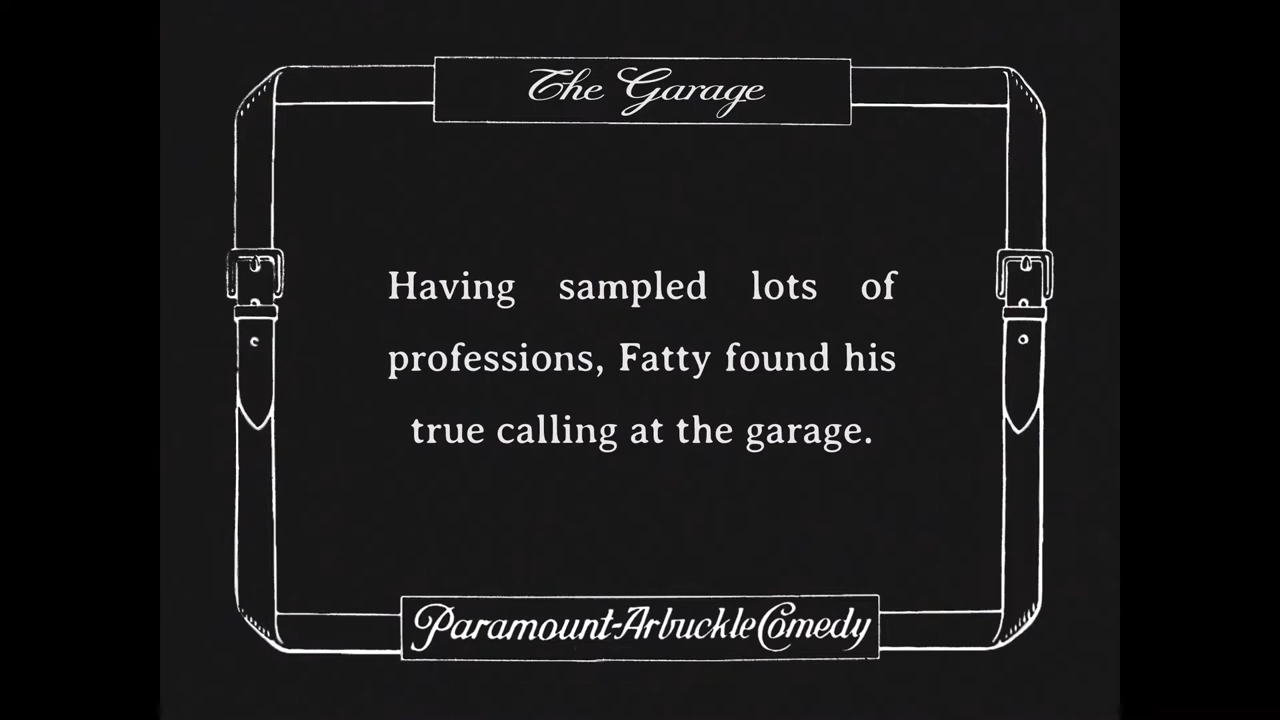 The Garage
Having sampled lots of
professions, Fatty found his
true calling at the garage.
Paramount-Arbuckle Comedy